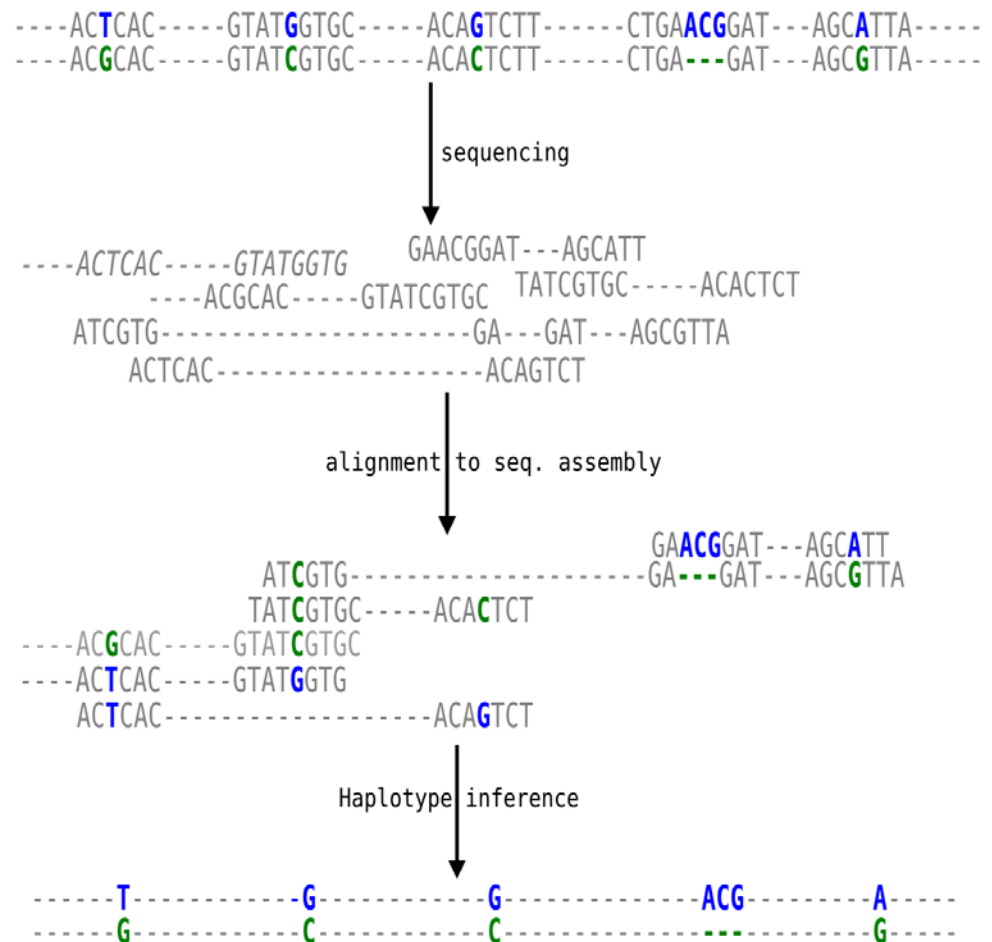 ----ACTCAC-----GTATGGTGC-----ACAGTCTT------CTGAACGGAT---AGCATTA-----
----ACGCAC-----GTATCGTGC-----ACACTCTT------CTGA---GAT---AGCGTTA-----
sequencing
GAACGGAT---AGCATT
----ACTCAC-----GTATGGTG
TATCGTGC-----ACACTCT
----ACGCAC-----GTATCGTGC
ATCGTG----------------------GA---GAT---AGCGTTA
ACTCAC-------------------ACAGTCT
alignment to seq. assembly
GAACGGAT---AGCATT
ATCGTG---------------------GA---GAT---AGCGTTA
TATCGTGC-----ACACTCT
----ACGCAC-----GTATCGTGC
----ACTCAC-----GTATGGTG
ACTCAC-------------------ACAGTCT
Haplotype inference
------T------------G------------G--------------ACG---------A-----
------G------------C------------C--------------------------G-----